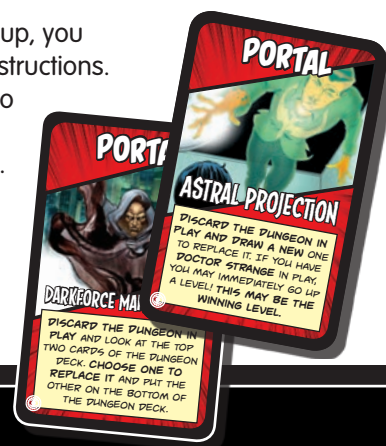 up, you
structions.
o
.
PORTAL
ASTRAL PROJECTION
DISCARD THE DUNGEON IN
PLAY AND DRAW A NEW ONE
TO REPLACE IT. IF YOU HAVE
DOCTOR STRANGE IN PLAY,
YOU MAY IMMEDIATELY GO UP
A LEVEL! THIS MAY BE THE
WINNING LEVEL.
PORTA
DARKFORCE MA
DISCARD THE DUNGEON IN
PLAY AND LOOK AT THE TOP
TWO CARDS OF THE DUNGEON
DECK. CHOOSE ONE TO
REPLACE IT AND PUT THE
OTHER ON THE BOTTOM OF
THE DUNGEON DECK.